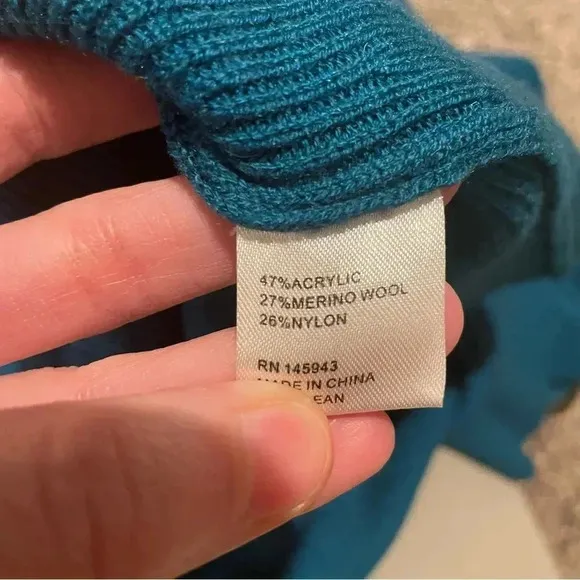 47%ACRYLIC
27%MERINO WOOL
26%NYLON
RN 145943
MADE IN CHINA